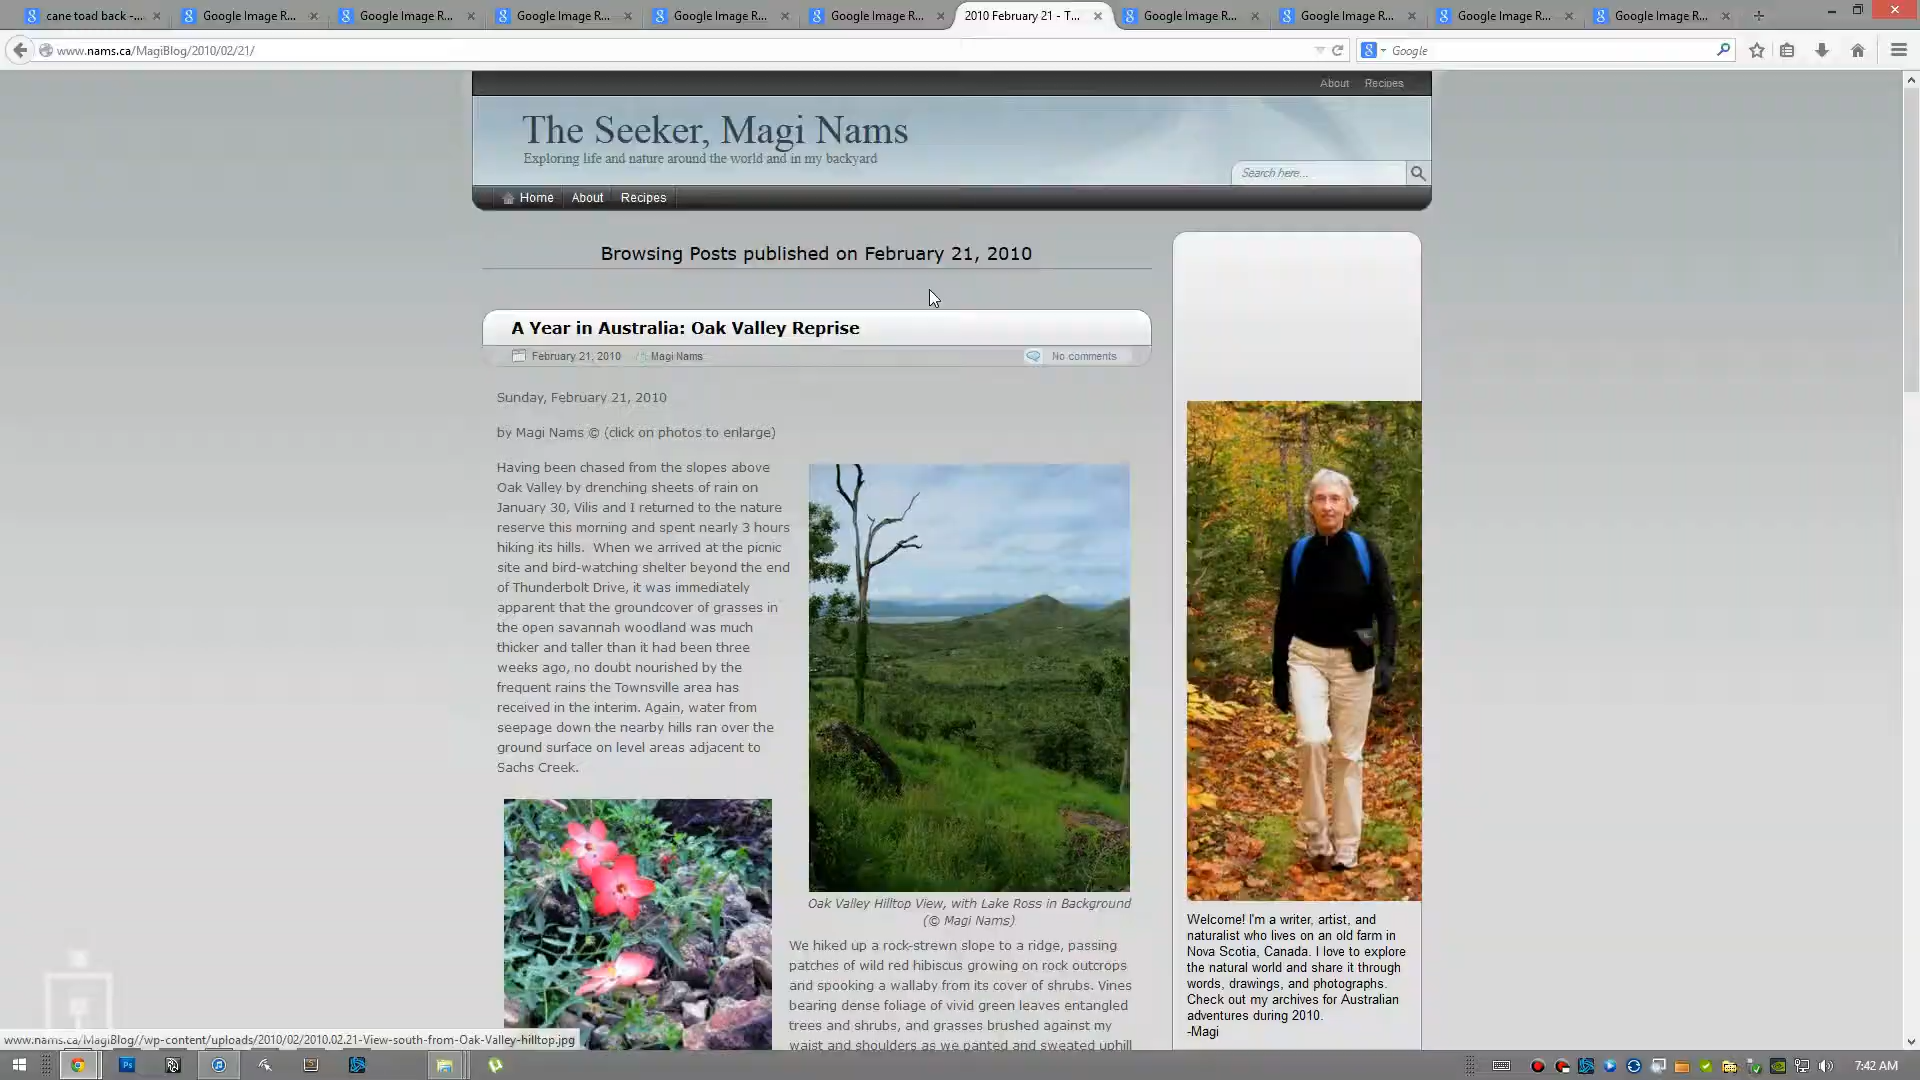 cane toad back -...
Google Image R...
Google Image R...
Google Image R...
Google Image R...
Google Image R...
2010 February 21 - T...
Google Image R...
Google Image R...
Google Image R...
Google Image R...
www.nams.ca/MagiBlog/2010/02/21/
Google
About Recipes
The Seeker, Magi Nams
Exploring life and nature around the world and in my backyard
Search here...
Home About Recipes
Browsing Posts published on February 21, 2010
A Year in Australia: Oak Valley Reprise
February 21, 2010 Magi Nams No comments
Sunday, February 21, 2010
by Magi Nams © (click on photos to enlarge)
Having been chased from the slopes above
Oak Valley by drenching sheets of rain on
January 30, Vilis and I returned to the nature
reserve this morning and spent nearly 3 hours
hiking its hills.  When we arrived at the picnic
site and bird-watching shelter beyond the end
of Thunderbolt Drive, it was immediately
apparent that the groundcover of grasses in
the open savannah woodland was much
thicker and taller than it had been three
weeks ago, no doubt nourished by the
frequent rains the Townsville area has
received in the interim. Again, water from
seepage down the nearby hills ran over the
ground surface on level areas adjacent to
Sachs Creek.
Oak Valley Hilltop View, with Lake Ross in Background
(© Magi Nams)
We hiked up a rock-strewn slope to a ridge, passing
patches of wild red hibiscus growing on rock outcrops
and spooking a wallaby from its cover of shrubs. Vines
bearing dense foliage of vivid green leaves entangled
trees and shrubs, and grasses brushed against my
waist and shoulders as we panted and sweated uphill
Welcome! I'm a writer, artist, and
naturalist who lives on an old farm in
Nova Scotia, Canada. I love to explore
the natural world and share it through
words, drawings, and photographs.
Check out my archives for Australian
adventures during 2010.
-Magi
www.nams.ca/MagiBlog//wp-content/uploads/2010/02/2010.02.21-View-south-from-Oak-Valley-hilltop.jpg
Ps
7:42 AM